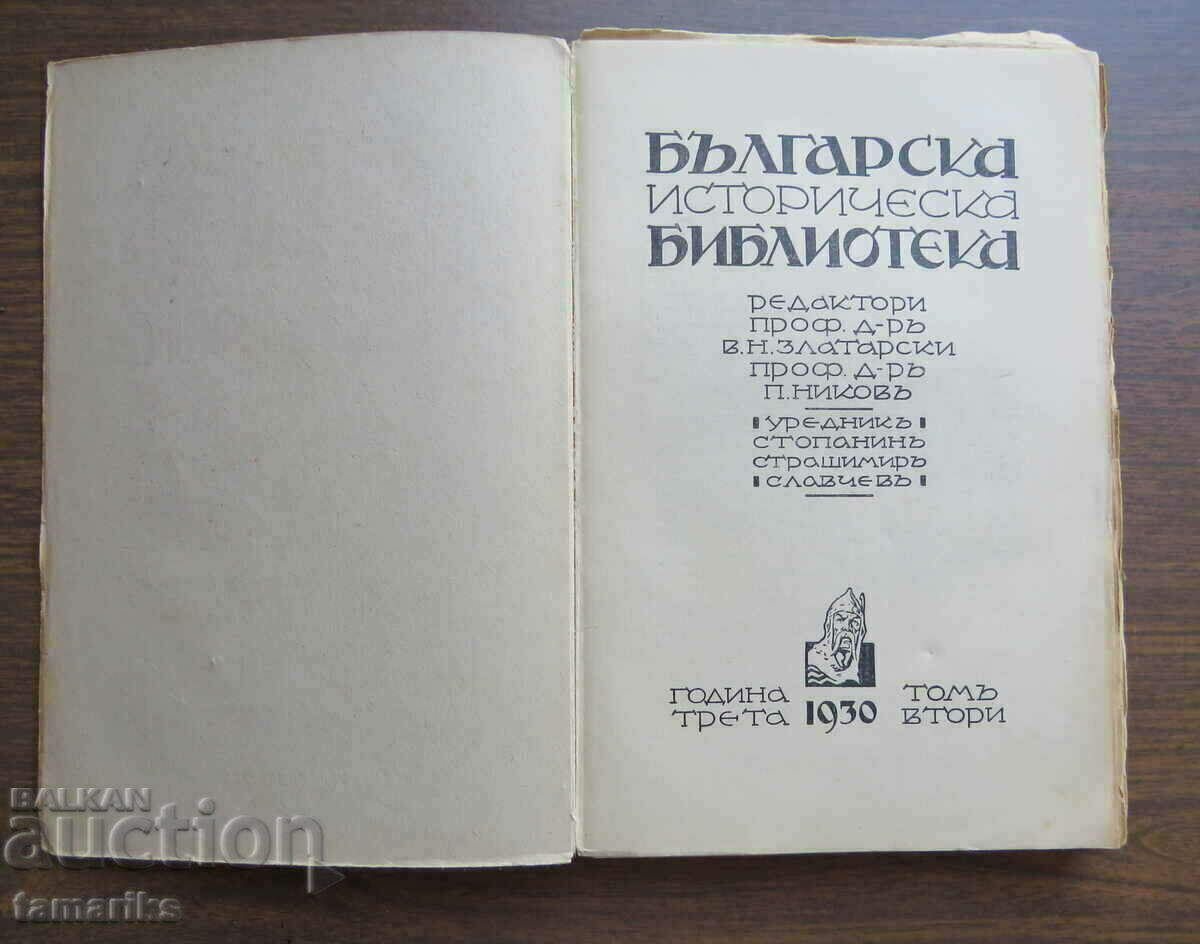 БЪЛГАРСКА
ИСТОРИЧЕСКА
БИБЛИОТЕКА
РЕДАКТОРИ
ПРОФ. Д-РЪ
В.Н. ЗЛАТАРСКИ
ПРОФ. Д-РЪ
П. НИКОВЪ
УРЕДНИКЪ
СТОПАНИНЪ
СТРАШИМИРЪ
СЛАВЧЕВЪ
ГОДИНА ТРЕТА
1930
ТОМЪ ВТОРИ
BALKAN
auction
tamariks